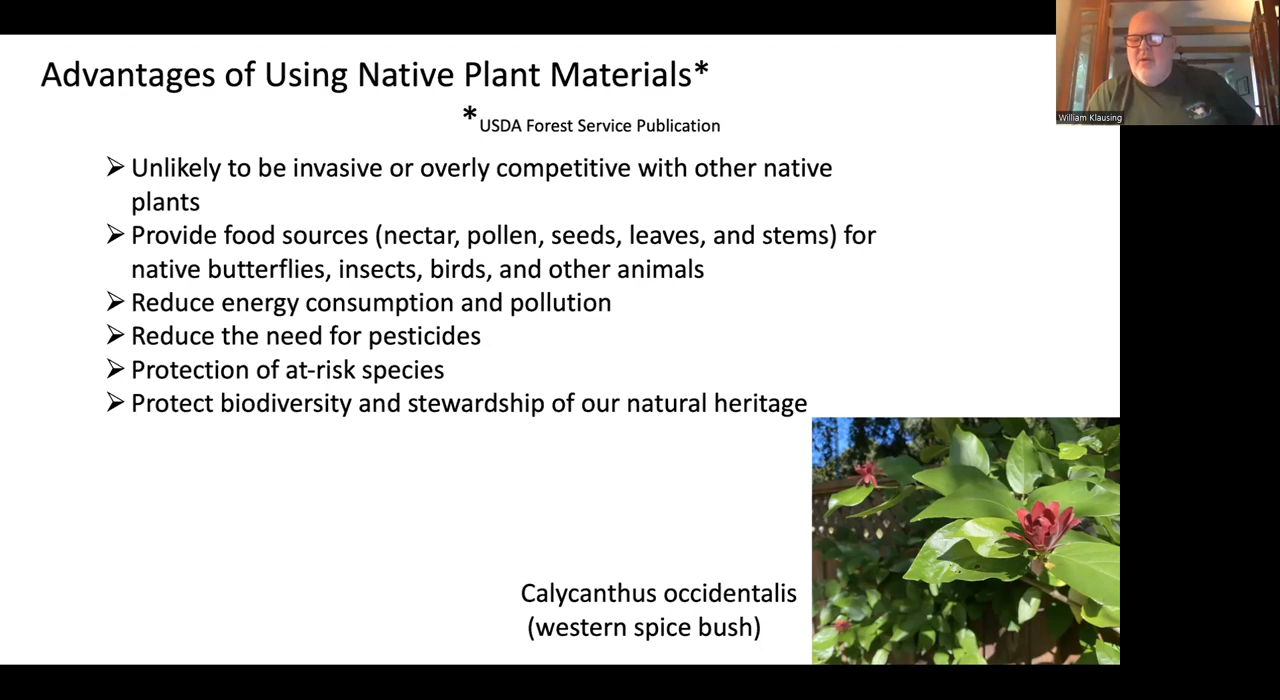 Advantages of Using Native Plant Materials*
*USDA Forest Service Publication
➢ Unlikely to be invasive or overly competitive with other native
plants
➢ Provide food sources (nectar, pollen, seeds, leaves, and stems) for
native butterflies, insects, birds, and other animals
➢ Reduce energy consumption and pollution
➢ Reduce the need for pesticides
➢ Protection of at-risk species
➢ Protect biodiversity and stewardship of our natural heritage
Calycanthus occidentalis
(western spice bush)
William Klausing